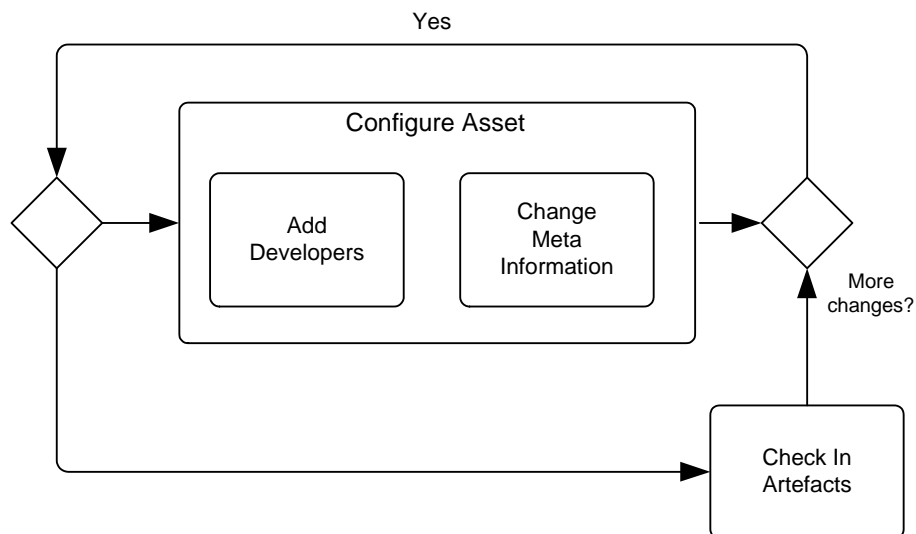 Yes
Configure Asset
Add
Developers
Change
Meta
Information
More
changes?
Check In
Artefacts